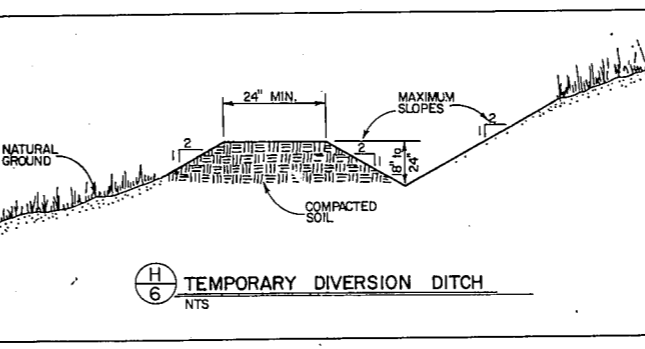 24" MIN.
MAXIMUM
SLOPES
NATURAL
GROUND
2
1
2
1
2
1
18" to
24"
COMPACTED
SOIL
H
6
TEMPORARY DIVERSION DITCH
NTS